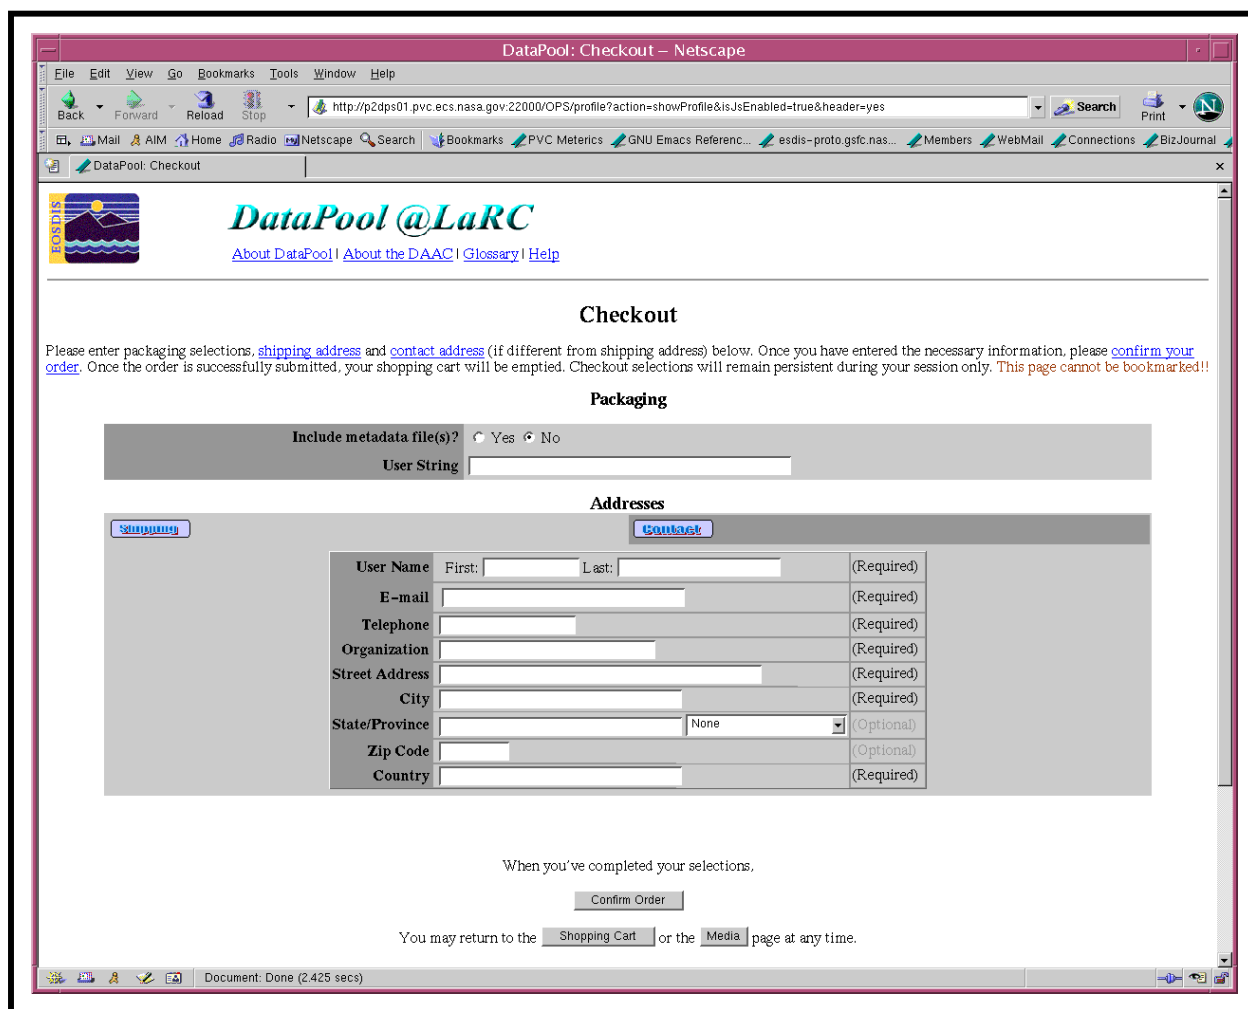 DataPool: Checkout – Netscape
File Edit View Go Bookmarks Tools Window Help
Back Forward Reload Stop http://p2dps01.pvc.ecs.nasa.gov:22000/OPS/profile?action=showProfile&isJsEnabled=true&header=yes Search Print N
Mail AIM Home Radio Netscape Search Bookmarks PVC Meterics GNU Emacs Referenc... esdis-proto.gsfc.nas... Members WebMail Connections BizJournal
DataPool: Checkout x
EOSDIS
DataPool @LaRC
About DataPool | About the DAAC | Glossary | Help
Checkout
Please enter packaging selections, shipping address and contact address (if different from shipping address) below. Once you have entered the necessary information, please confirm your
order. Once the order is successfully submitted, your shopping cart will be emptied. Checkout selections will remain persistent during your session only. This page cannot be bookmarked!!
Packaging
Include metadata file(s)? Yes No
User String
Addresses
Shipping Contact
User Name First: Last: (Required)
E-mail (Required)
Telephone (Required)
Organization (Required)
Street Address (Required)
City (Required)
State/Province None (Optional)
Zip Code (Optional)
Country (Required)
When you've completed your selections,
Confirm Order
You may return to the Shopping Cart or the Media page at any time.
Document: Done (2.425 secs)